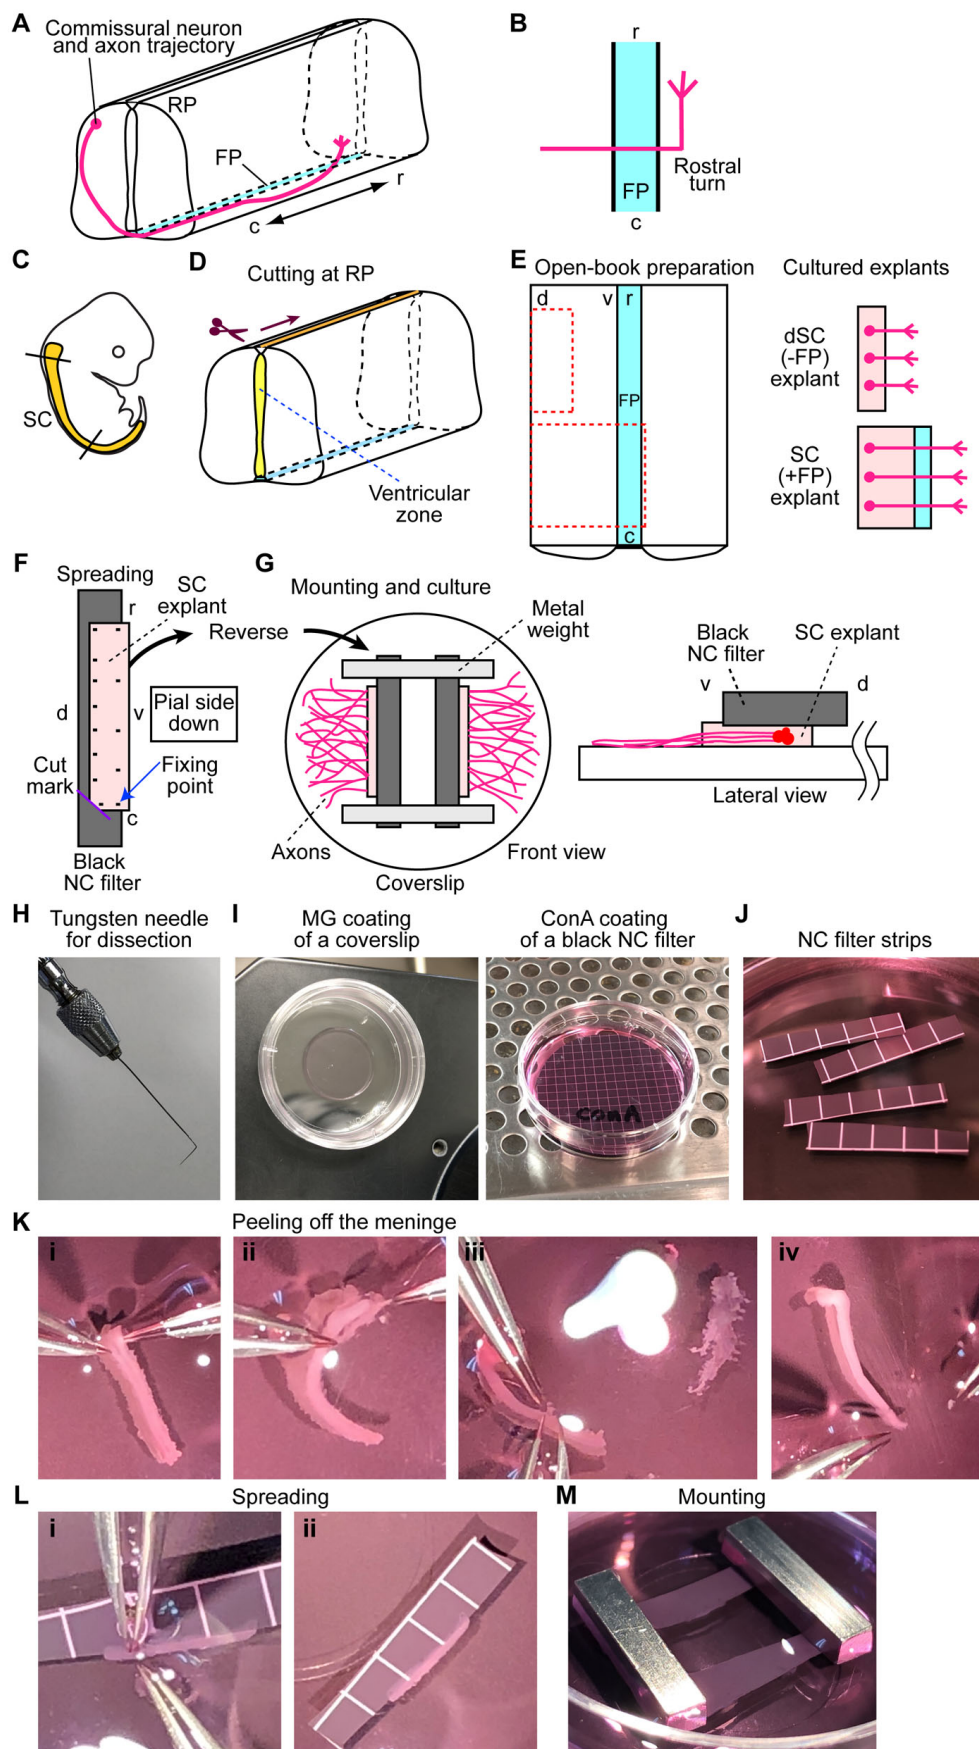 A
Commissural neuron
and axon trajectory
RP
FP
r
c
B
r
FP
Rostral
turn
c
C
SC
D
Cutting at RP
Ventricular
zone
E
Open-book preparation
d
v
r
FP
c
Cultured explants
dSC
(-FP)
explant
SC
(+FP)
explant
F
Spreading
SC
explant
r
d
v
Pial side
down
Cut
mark
Fixing
point
c
Black
NC filter
Reverse
G
Mounting and culture
Metal
weight
Axons
Front view
Coverslip
Black
NC filter
SC explant
v
d
Lateral view
H
Tungsten needle
for dissection
I
MG coating
of a coverslip
ConA coating
of a black NC filter
conA
J
NC filter strips
K
Peeling off the meninge
i
ii
iii
iv
L
Spreading
i
ii
M
Mounting